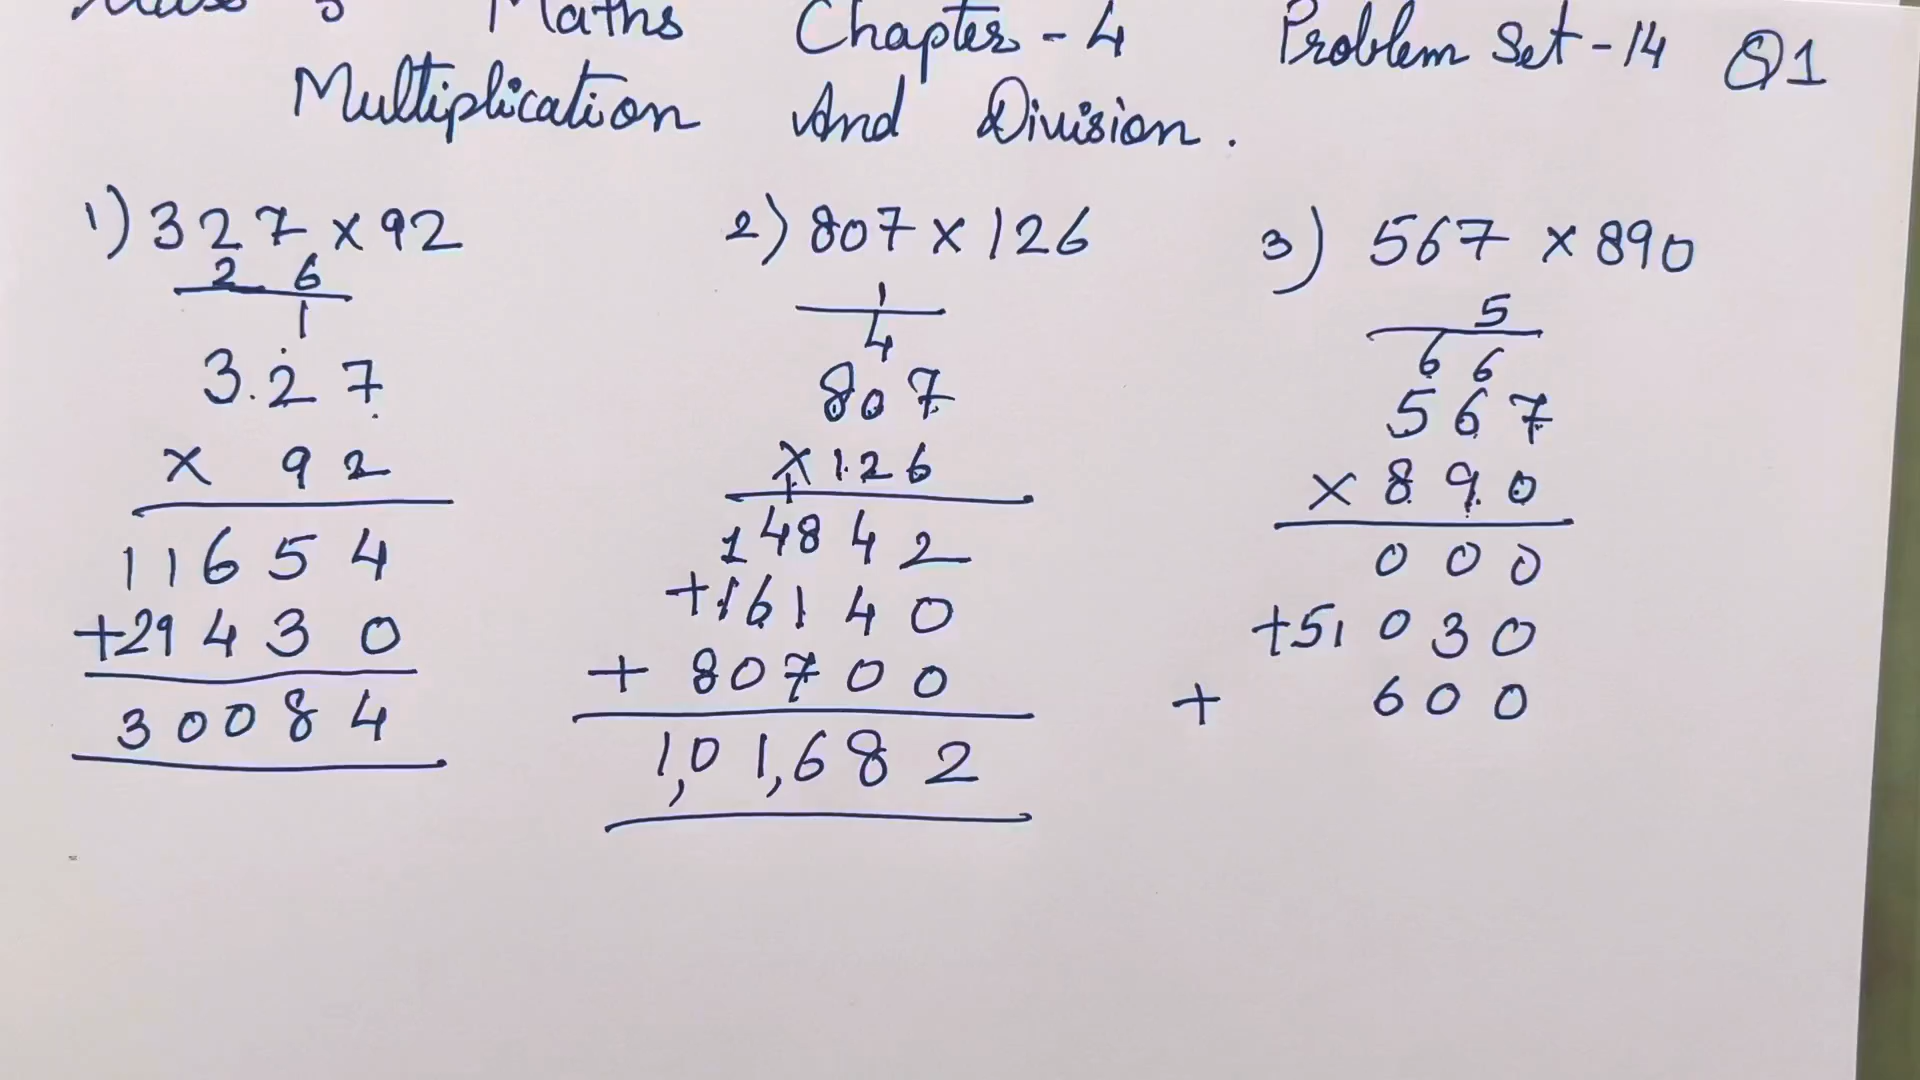 Maths Chapter - 4 Problem Set - 14 Q1
Multiplication And Division.
1) 327 x 92
2 6
1
327
x 92
11654
+29430
30084
2) 807 x 126
1
4
807
x 126
1
14842
+16140
+ 80700
1,01,682
3) 567 x 890
5
6 6
567
x 890
000
+51030
+ 600